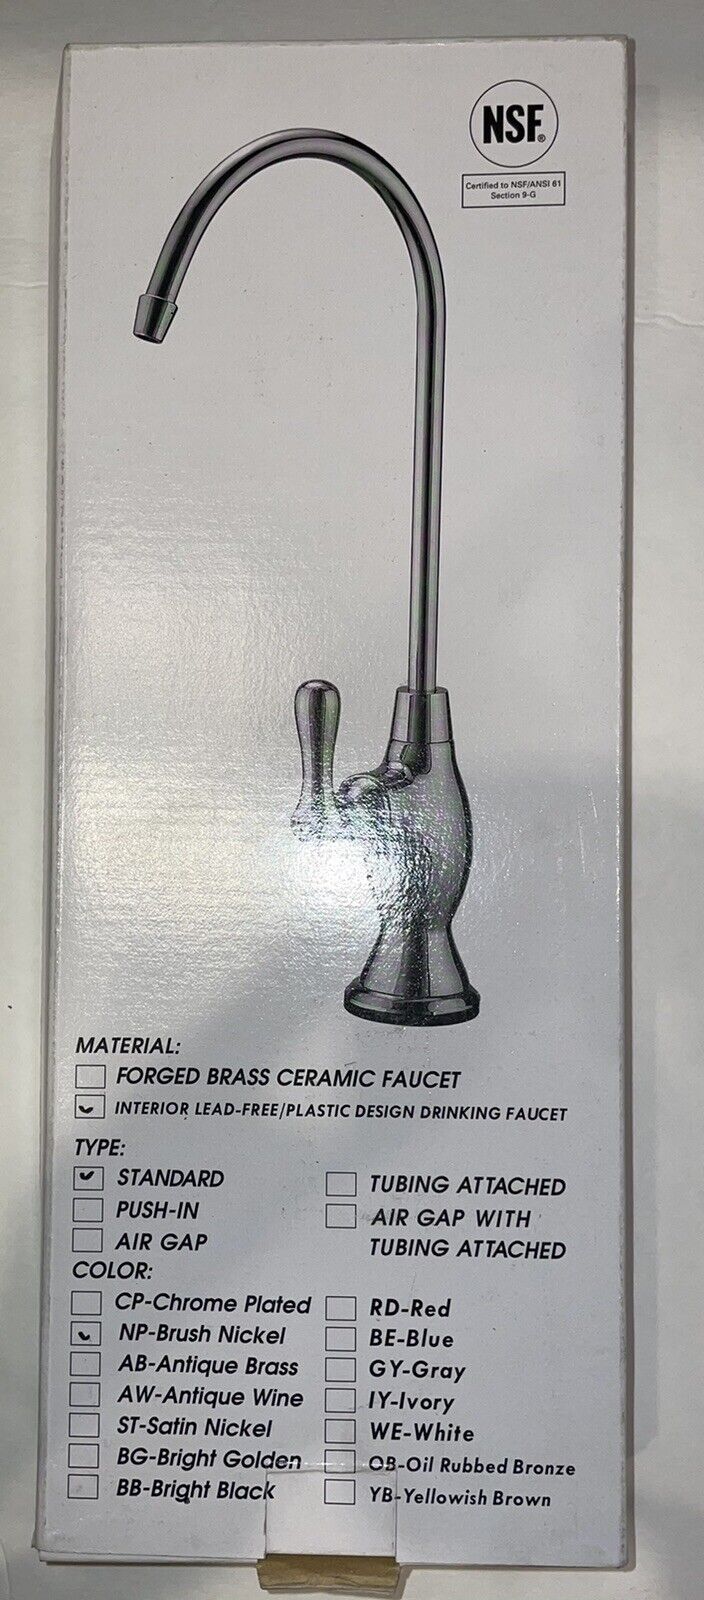 NSF®
Certified to NSF/ANSI 61
Section 9-G
MATERIAL:
FORGED BRASS CERAMIC FAUCET
INTERIOR LEAD-FREE/PLASTIC DESIGN DRINKING FAUCET
TYPE:
STANDARD
PUSH-IN
AIR GAP
TUBING ATTACHED
AIR GAP WITH
TUBING ATTACHED
COLOR:
CP-Chrome Plated
NP-Brush Nickel
AB-Antique Brass
AW-Antique Wine
ST-Satin Nickel
BG-Bright Golden
BB-Bright Black
RD-Red
BE-Blue
GY-Gray
IY-Ivory
WE-White
OB-Oil Rubbed Bronze
YB-Yellowish Brown